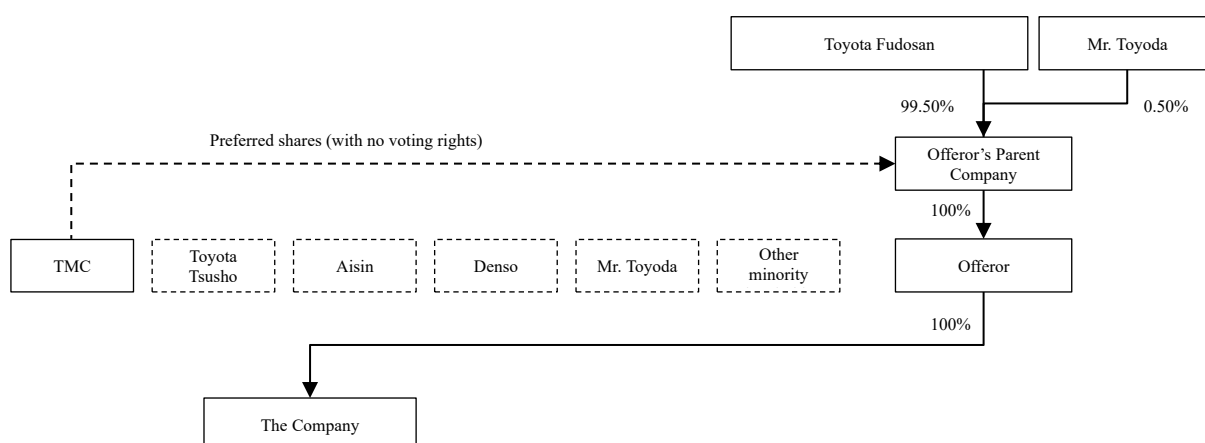 Toyota Fudosan
Mr. Toyoda
99.50%
0.50%
Preferred shares (with no voting rights)
Offeror’s Parent
Company
100%
TMC
Toyota
Tsusho
Aisin
Denso
Mr. Toyoda
Other
minority
Offeror
100%
The Company